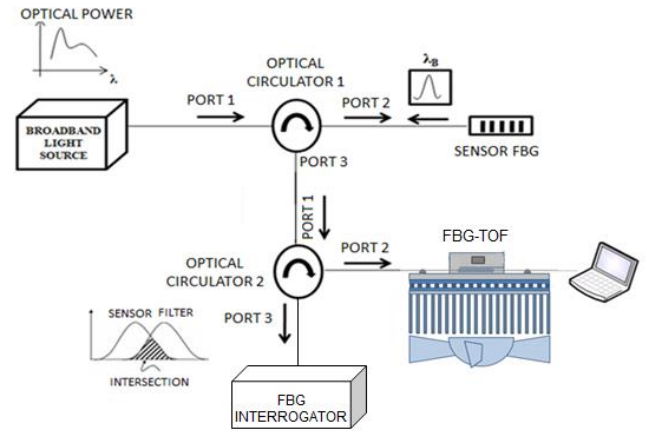 OPTICAL POWER
λ
BROADBAND
LIGHT
SOURCE
PORT 1
OPTICAL
CIRCULATOR 1
PORT 2
λB
SENSOR FBG
PORT 3
PORT 1
OPTICAL
CIRCULATOR 2
PORT 2
FBG-TOF
PORT 3
SENSOR FILTER
INTERSECTION
FBG
INTERROGATOR